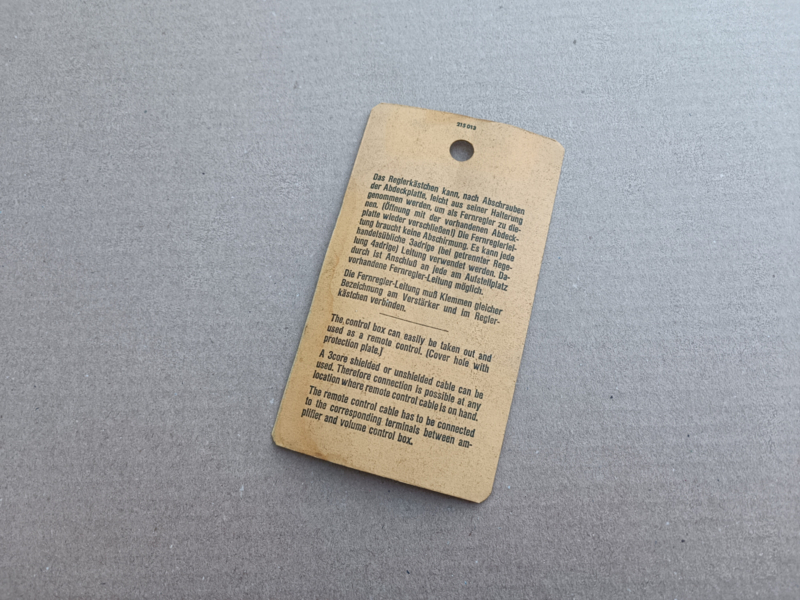 315 013
Das Reglerkästchen kann, nach Abschrauben
der Abdeckplatte, leicht aus seiner Halterung
genommen werden, um als Fernregler zu die-
nen. (Öffnung mit der vorhandenen Abdeck-
platte wieder verschließen!) Die Fernreglerlei-
tung braucht keine Abschirmung. Es kann jede
handelsübliche 3adrige (bei getrennter Rege-
lung 4adrige) Leitung verwendet werden. Da-
durch ist Anschluß an jede am Aufstellplatz
vorhandene Fernregler-Leitung möglich.
Die Fernregler-Leitung muß Klemmen gleicher
Bezeichnung am Verstärker und im Regler-
kästchen verbinden.
The control box can easily be taken out and
used as a remote control. (Cover hole with
protection plate.)
A 3core shielded or unshielded cable can be
used. Therefore connection is possible at any
location where remote control cable is on hand.
The remote control cable has to be connected
to the corresponding terminals between am-
plifier and volume control box.